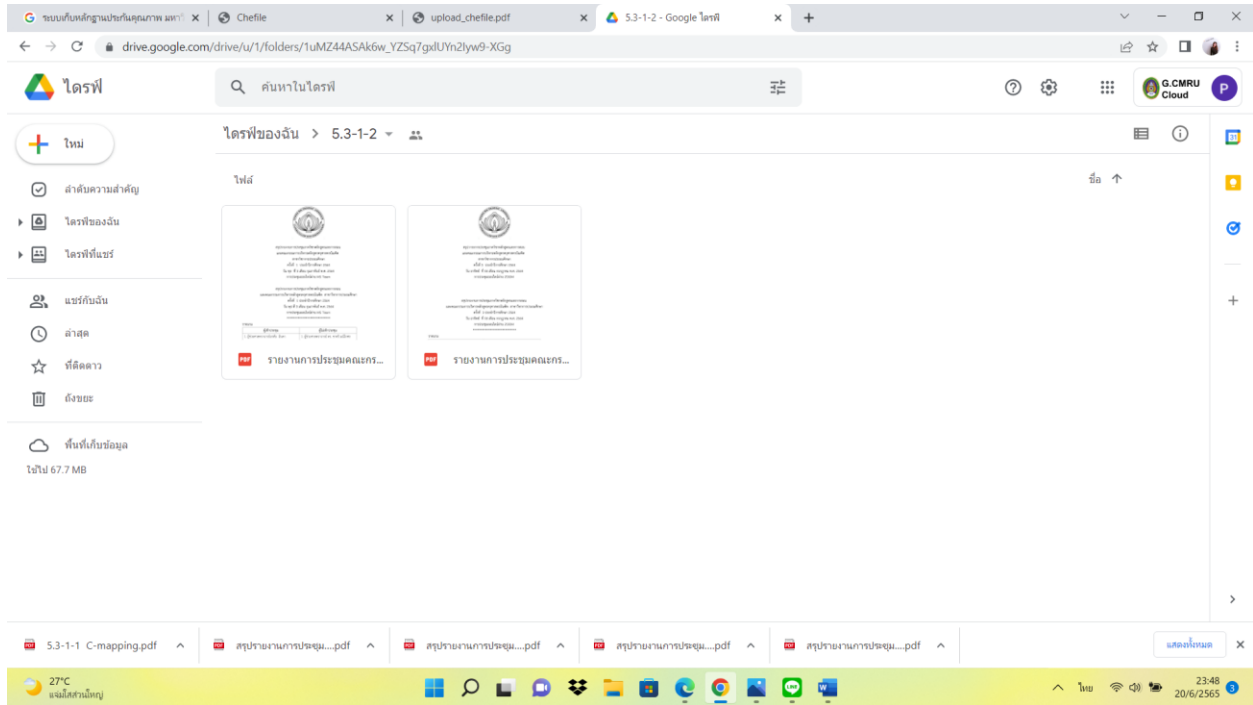 ระบบเก็บหลักฐานประกันคุณภาพ มหา
Chefile
upload_chefile.pdf
5.3-1-2 - Google ไดรฟ์
drive.google.com/drive/u/1/folders/1uMZ44ASAk6w_YZSq7gxlUYn2Iyw9-XGg
ไดรฟ์
ค้นหาในไดรฟ์
G.CMRU
Cloud
P
ใหม่
ไดรฟ์ของฉัน > 5.3-1-2
ลำดับความสำคัญ
ไดรฟ์ของฉัน
ไดรฟ์ที่แชร์
แชร์กับฉัน
ล่าสุด
ที่ติดดาว
ถังขยะ
พื้นที่เก็บข้อมูล
ใช้ไป 67.7 MB
ไฟล์
ชื่อ
31
PDF รายงานการประชุมคณะกร...
PDF รายงานการประชุมคณะกร...
5.3-1-1 C-mapping.pdf
สรุปรายงานการประชุม....pdf
สรุปรายงานการประชุม....pdf
สรุปรายงานการประชุม....pdf
สรุปรายงานการประชุม....pdf
แสดงทั้งหมด
27°C
แจ่มใสส่วนใหญ่
ไทย
23:48
20/6/2565
3